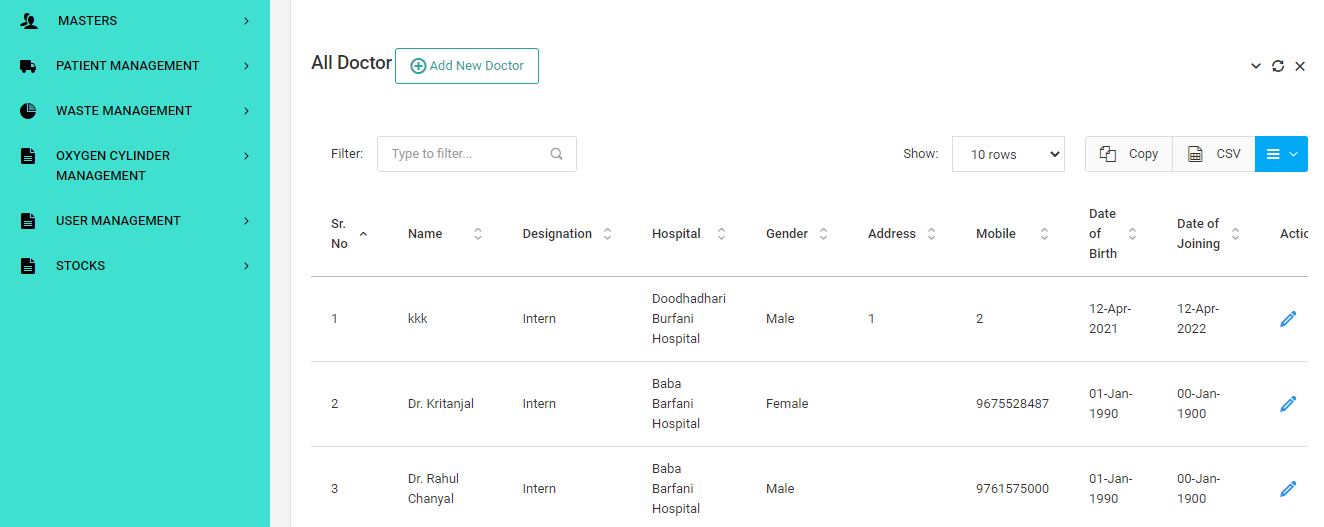 MASTERS
PATIENT MANAGEMENT
WASTE MANAGEMENT
OXYGEN CYLINDER
MANAGEMENT
USER MANAGEMENT
STOCKS
All Doctor
Add New Doctor
Filter:
Type to filter...
Show:
10 rows
Copy
CSV
Sr.
No
Name
Designation
Hospital
Gender
Address
Mobile
Date
of
Birth
Date of
Joining
Actic
1
kkk
Intern
Doodhadhari
Burfani
Hospital
Male
1
2
12-Apr-
2021
12-Apr-
2022
2
Dr. Kritanjal
Intern
Baba
Barfani
Hospital
Female
9675528487
01-Jan-
1990
00-Jan-
1900
3
Dr. Rahul
Chanyal
Intern
Baba
Barfani
Hospital
Male
9761575000
01-Jan-
1990
00-Jan-
1900